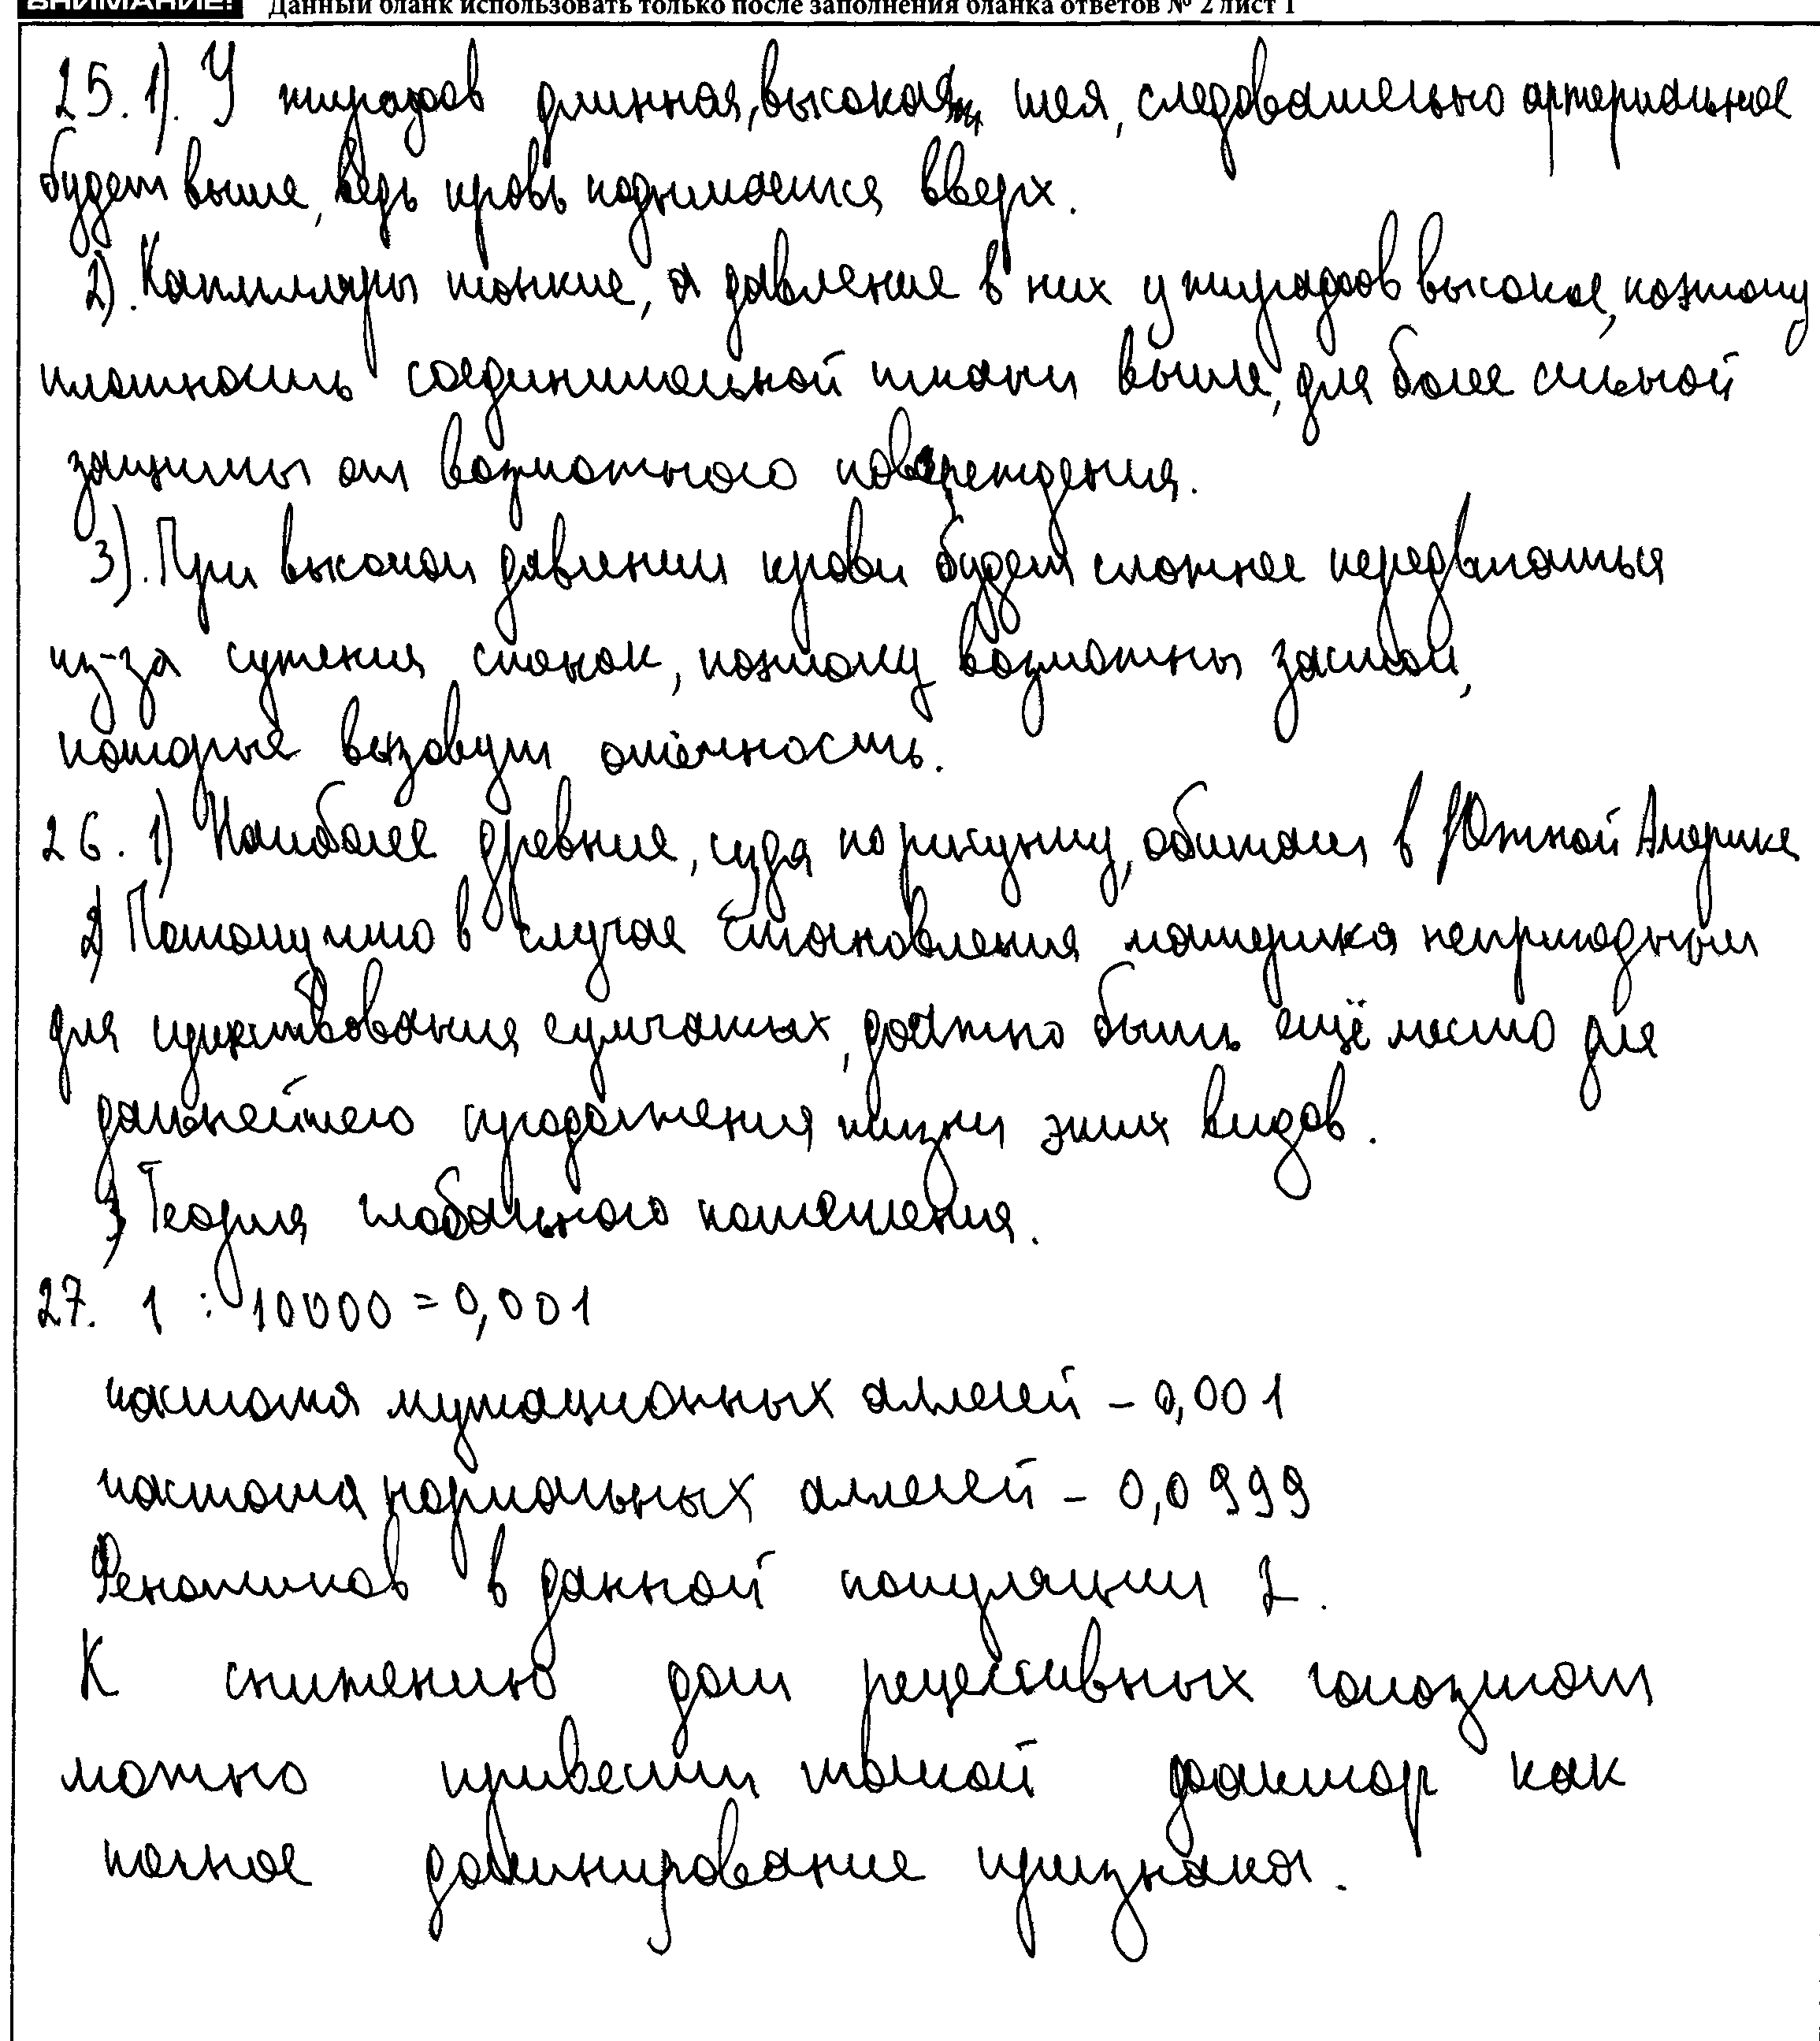 ВНИМАНИЕ! Данный бланк использовать только после заполнения бланка ответов № 2 лист 1
25. 1). У жирафов длинная, высокая шея, следовательно артериальное
будет выше, ведь кровь поднимается вверх.
2). Капилляры тонкие, а давление в них у жирафов высокое, поэтому
плотность соединительной ткани выше, для более сильной
защиты от возможного повреждения.
3). При высоком давлении крови будет сложнее передвигаться
из-за сужения стенок, поэтому возможны застои,
которые вызовут отёчность.
26. 1) Наиболее древние, судя по рисунку, обитали в Южной Америке
2) Потому что в случае становления материка непригодным
для существования сумчатых, должно быть ещё место для
дальнейшего продолжения жизни этих видов.
3) Теория глобального потепления.
27. 1 : 10000 = 0,001
частота мутационных аллелей – 0,001
частота нормальных аллелей – 0,0999
Фенотипов в данной популяции 2.
К снижению доли рецессивных гомозигот
можно привести такой фактор как
полное доминирование признака.